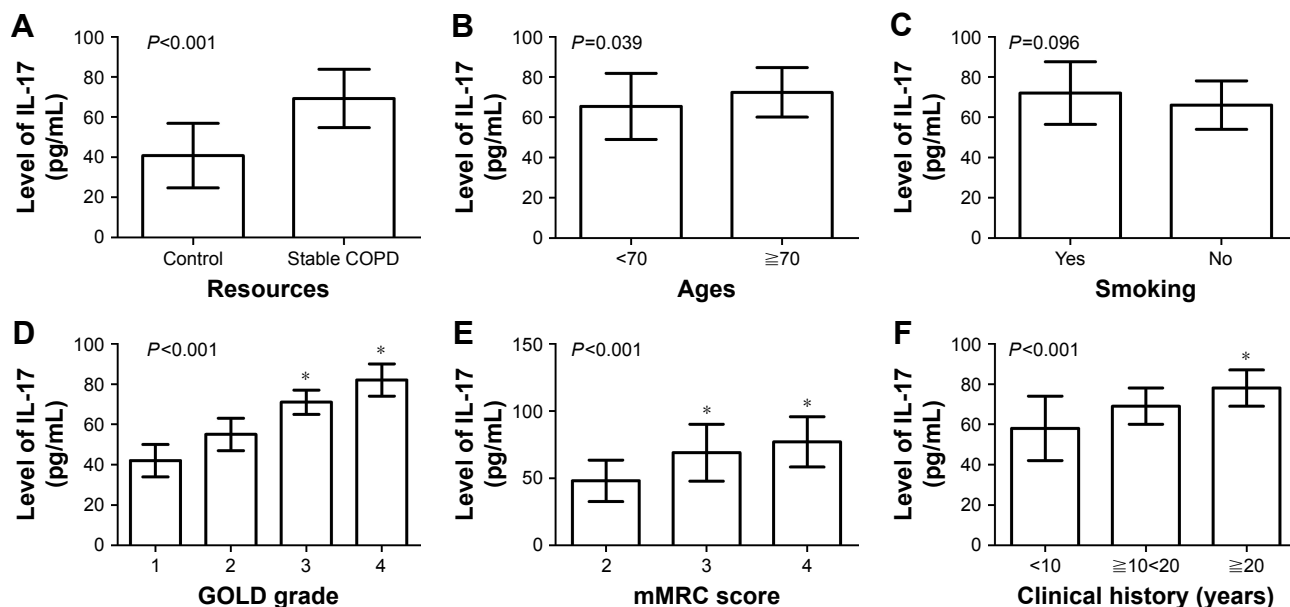 A
P<0.001
Level of IL-17
(pg/mL)
100
80
60
40
20
0
Control
Stable COPD
Resources
B
P=0.039
Level of IL-17
(pg/mL)
100
80
60
40
20
0
<70
≧70
Ages
C
P=0.096
Level of IL-17
(pg/mL)
100
80
60
40
20
0
Yes
No
Smoking
D
P<0.001
Level of IL-17
(pg/mL)
100
80
60
40
20
0
*
*
1
2
3
4
GOLD grade
E
P<0.001
Level of IL-17
(pg/mL)
150
100
50
0
*
*
2
3
4
mMRC score
F
P<0.001
Level of IL-17
(pg/mL)
100
80
60
40
20
0
*
<10
≧10<20
≧20
Clinical history (years)